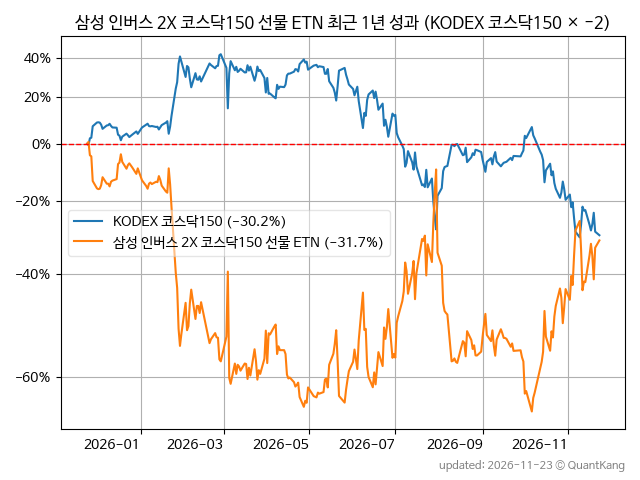 삼성 인버스 2X 코스닥150 선물 ETN 최근 1년 성과 (KODEX 코스닥150 × −2)
40%
20%
0%
−20%
−40%
−60%
KODEX 코스닥150 (−30.2%)
삼성 인버스 2X 코스닥150 선물 ETN (−31.7%)
2026-01 2026-03 2026-05 2026-07 2026-09 2026-11
updated: 2026-11-23 © QuantKang